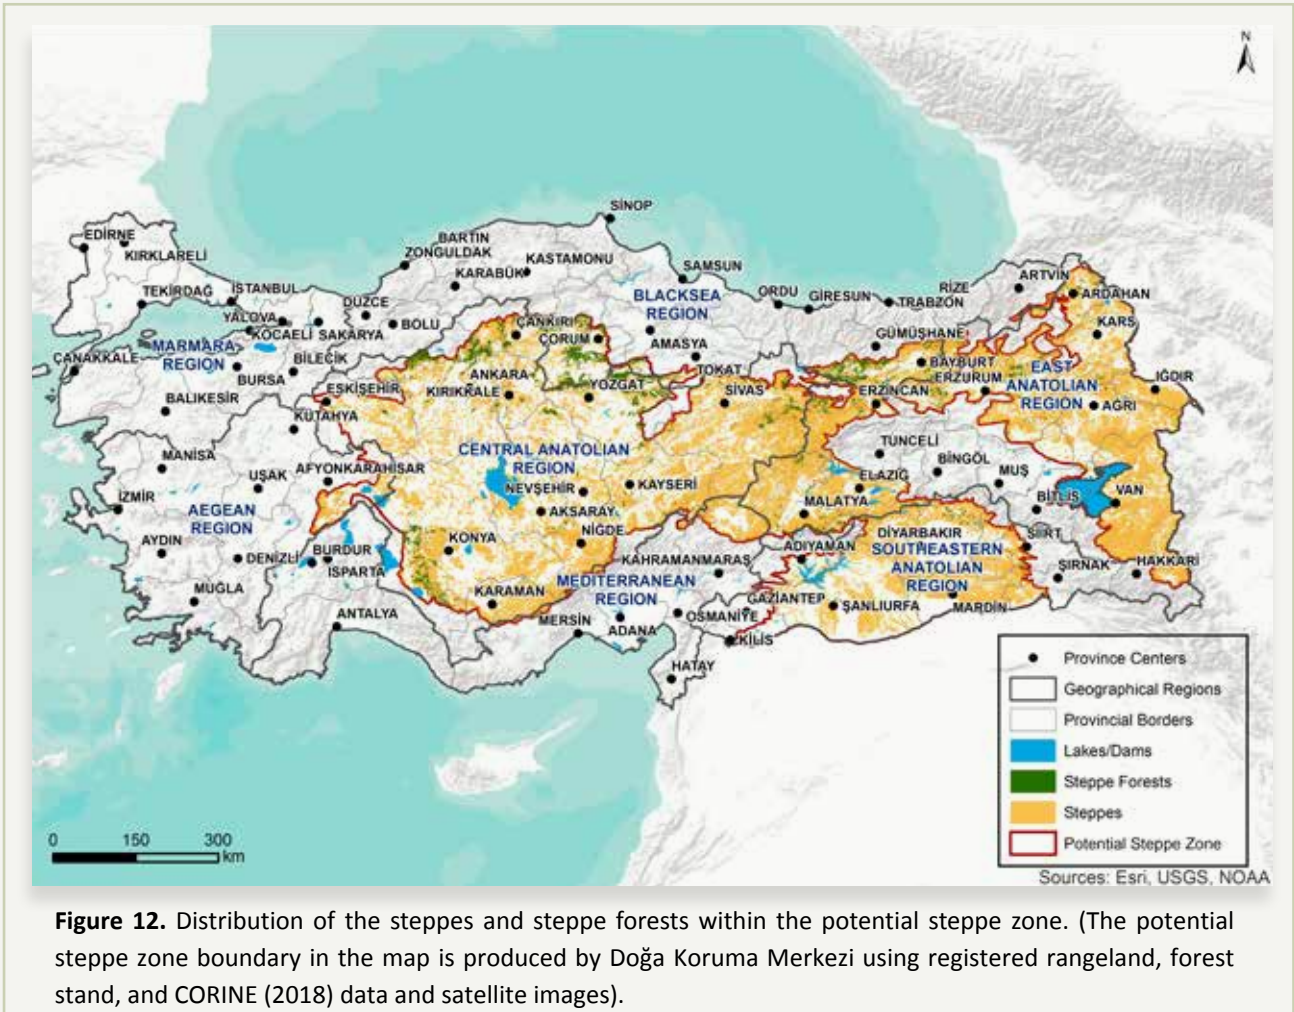 N
SİNOP
EDİRNE
KIRKLARELİ
BARTIN
ZONGULDAK
KASTAMONU
KARABÜK
SAMSUN
ARTVİN
TEKİRDAĞ
İSTANBUL
DÜZCE
BLACKSEA
REGION
ORDU
GİRESUN
RİZE
TRABZON
ARDAHAN
YALOVA
KOCAELİ
SAKARYA
BOLU
ÇANKIRI
ÇORUM
AMASYA
GÜMÜŞHANE
KARS
MARMARA
REGION
ÇANAKKALE
BİLECİK
BURSA
ESKİŞEHİR
ANKARA
KIRIKKALE
YOZGAT
TOKAT
SİVAS
BAYBURT
ERZURUM
ERZİNCAN
EAST
ANATOLIAN
REGION
IĞDIR
AĞRI
BALIKESİR
KÜTAHYA
MANİSA
UŞAK
AFYONKARAHİSAR
CENTRAL ANATOLIAN
REGION
NEVŞEHİR
KAYSERİ
TUNCELİ
BİNGÖL
MUŞ
ELAZIĞ
MALATYA
BİTLİS
VAN
İZMİR
AEGEAN
REGION
AKSARAY
NİĞDE
AYDIN
DENİZLİ
BURDUR
ISPARTA
KONYA
KAHRAMANMARAŞ
ADIYAMAN
DİYARBAKIR
SOUTHEASTERN
ANATOLIAN
REGION
SİİRT
ŞIRNAK
HAKKARİ
MUĞLA
ANTALYA
KARAMAN
MEDITERRANEAN
REGION
MERSİN
ADANA
OSMANİYE
GAZİANTEP
ŞANLIURFA
MARDİN
KİLİS
HATAY
Province Centers
Geographical Regions
Provincial Borders
Lakes/Dams
Steppe Forests
Steppes
Potential Steppe Zone
0 150 300
km
Sources: Esri, USGS, NOAA
Figure 12. Distribution of the steppes and steppe forests within the potential steppe zone. (The potential
steppe zone boundary in the map is produced by Doğa Koruma Merkezi using registered rangeland, forest
stand, and CORINE (2018) data and satellite images).